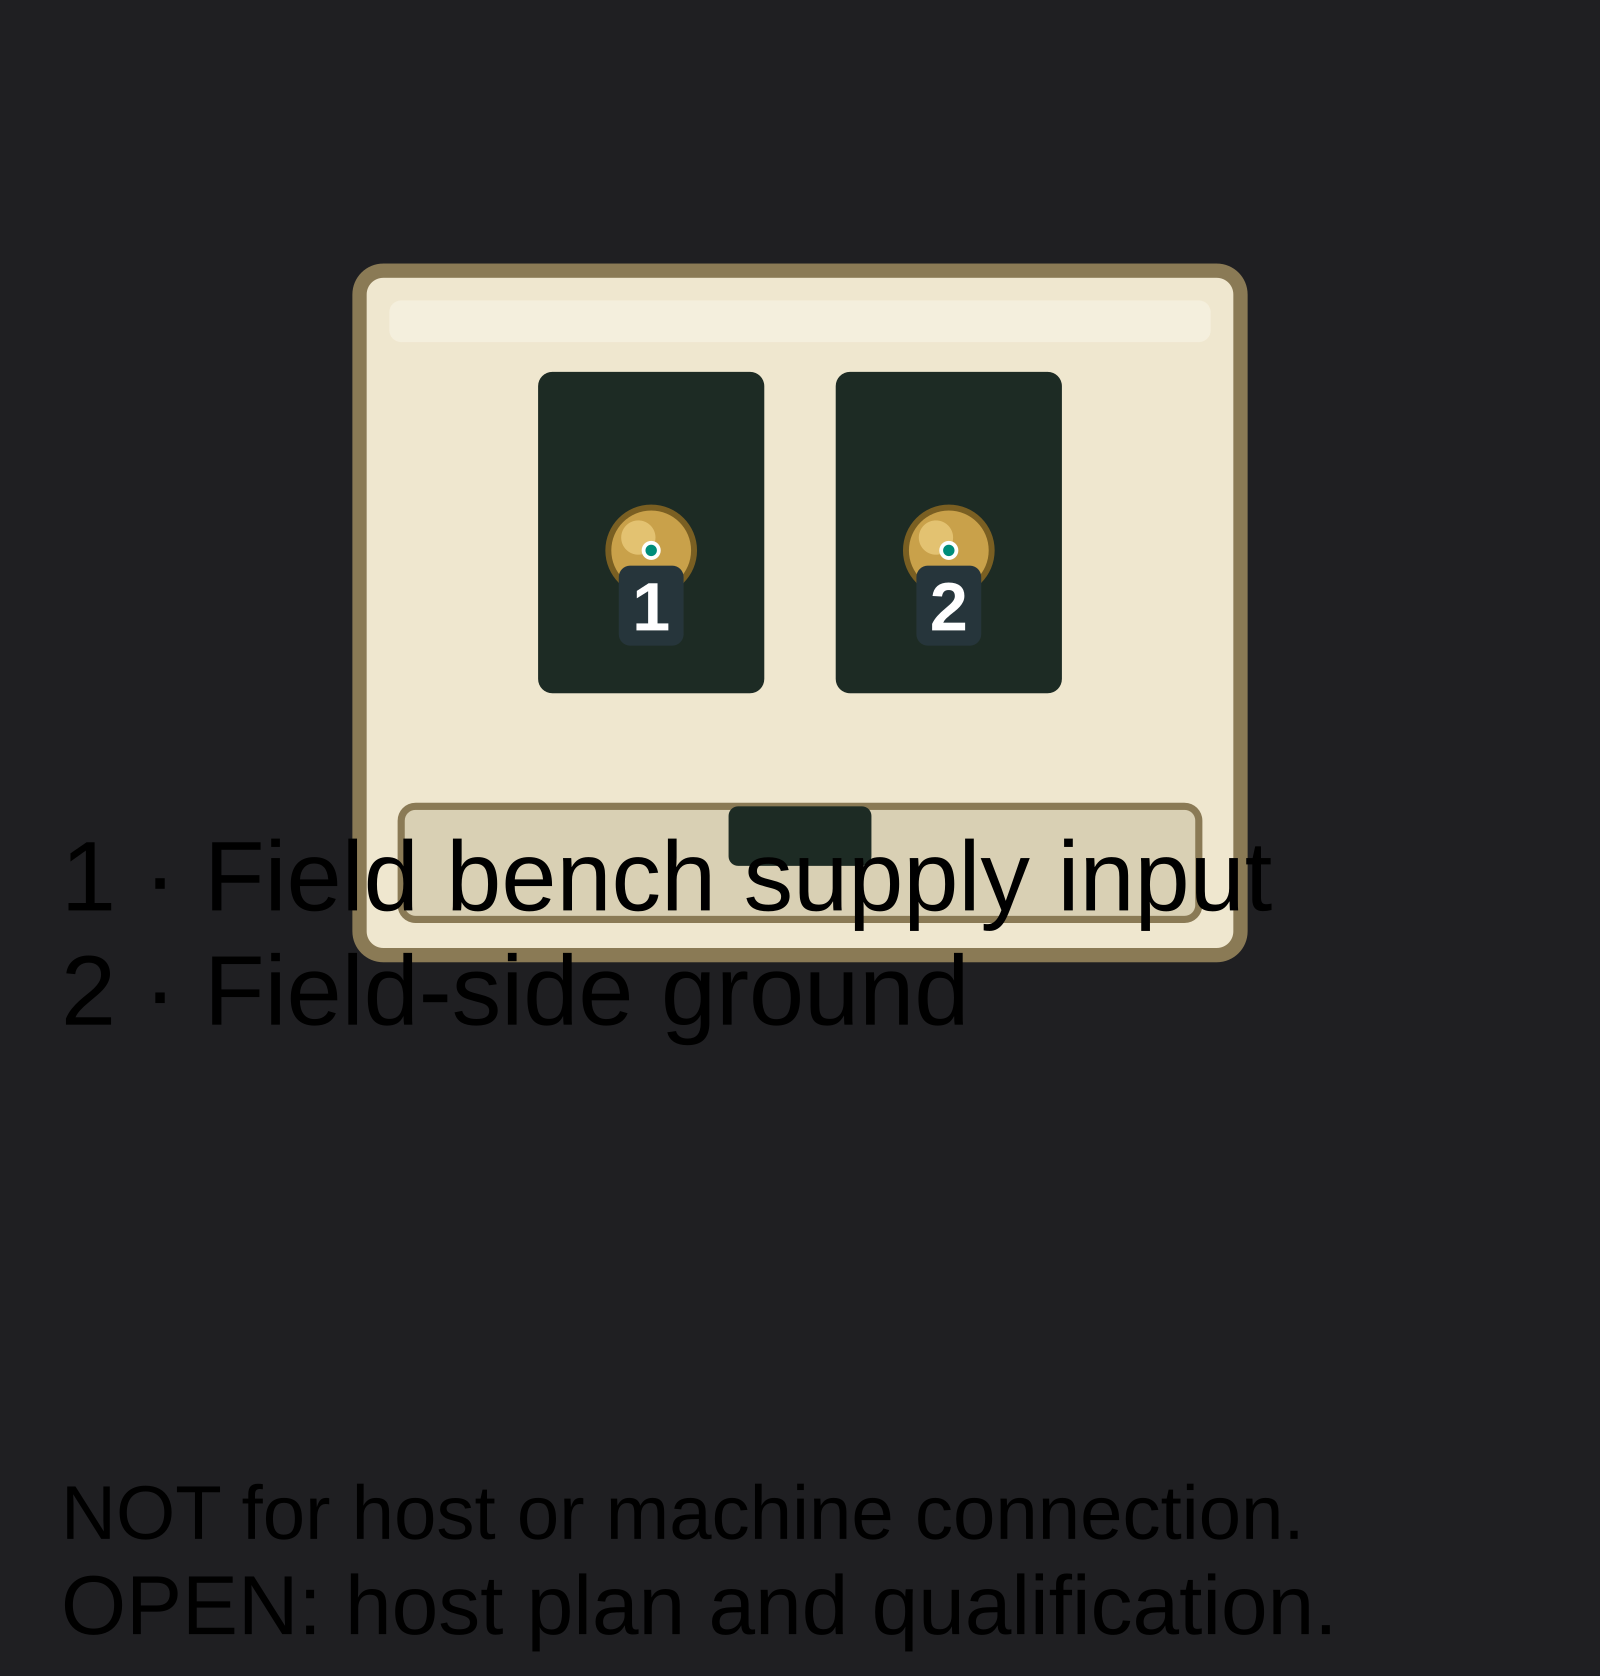 1
2
1 · Field bench supply input
2 · Field-side ground
NOT for host or machine connection.
OPEN: host plan and qualification.